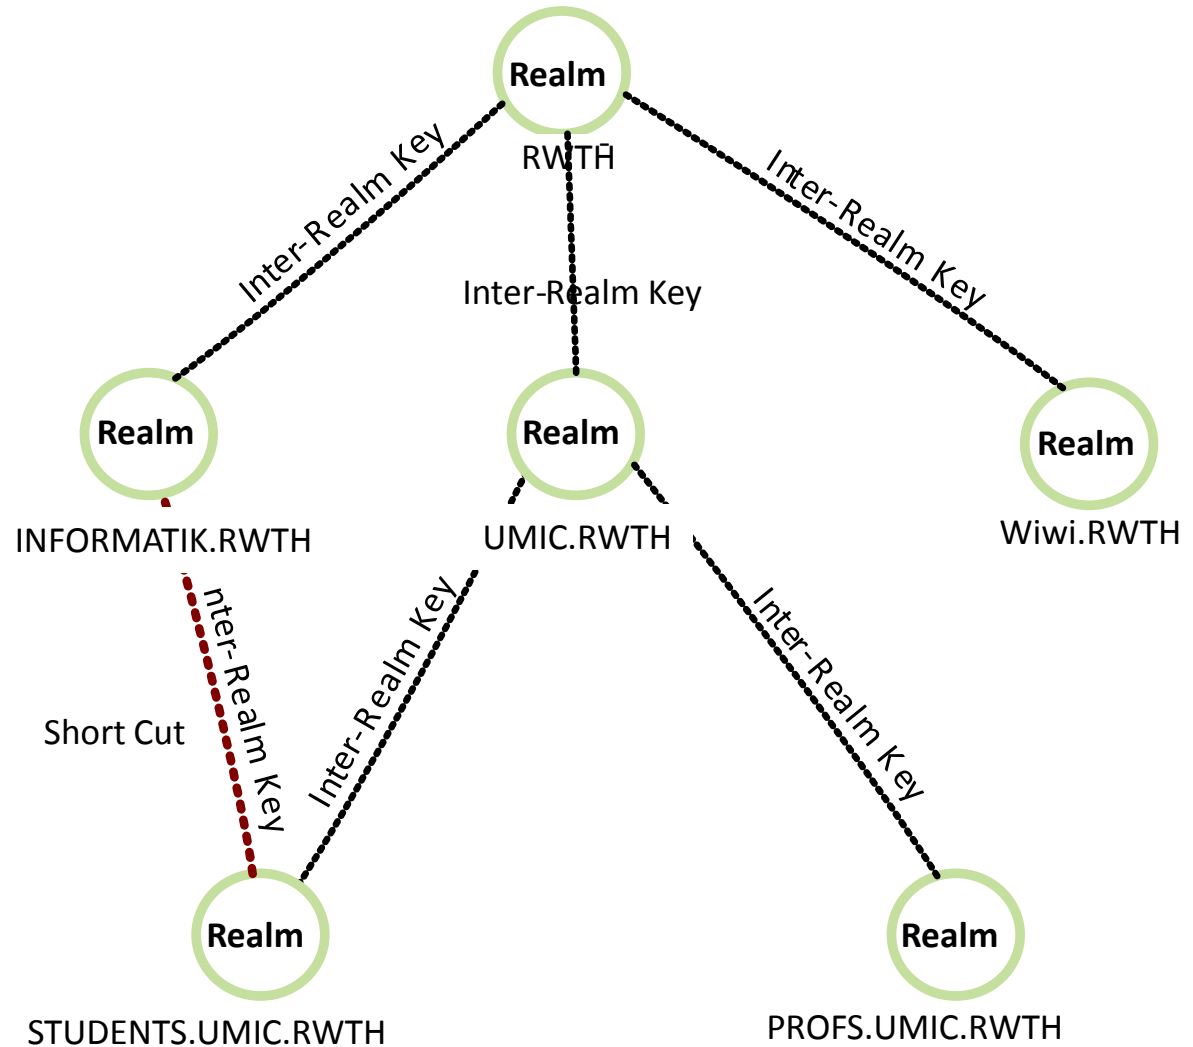 Realm
RWTH
Inter-Realm Key
Inter-Realm Key
Inter-Realm Key
Realm
Realm
Realm
INFORMATIK.RWTH
UMIC.RWTH
Wiwi.RWTH
nter-Realm Key
Inter-Realm Key
Inter-Realm Key
Short Cut
Realm
Realm
STUDENTS.UMIC.RWTH
PROFS.UMIC.RWTH